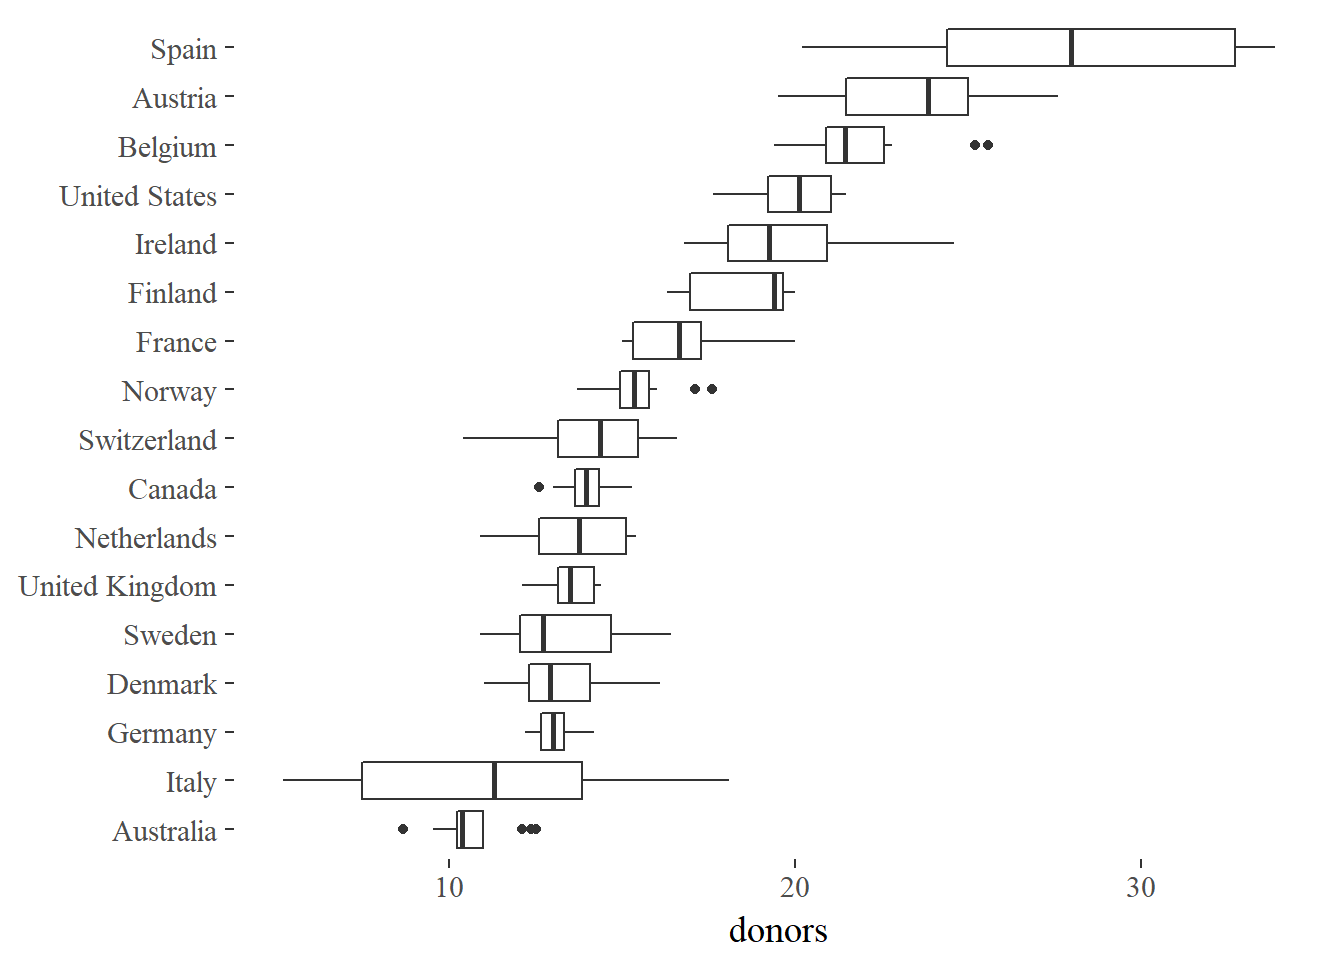 Spain
Austria
Belgium
United States
Ireland
Finland
France
Norway
Switzerland
Canada
Netherlands
United Kingdom
Sweden
Denmark
Germany
Italy
Australia
10 20 30
donors